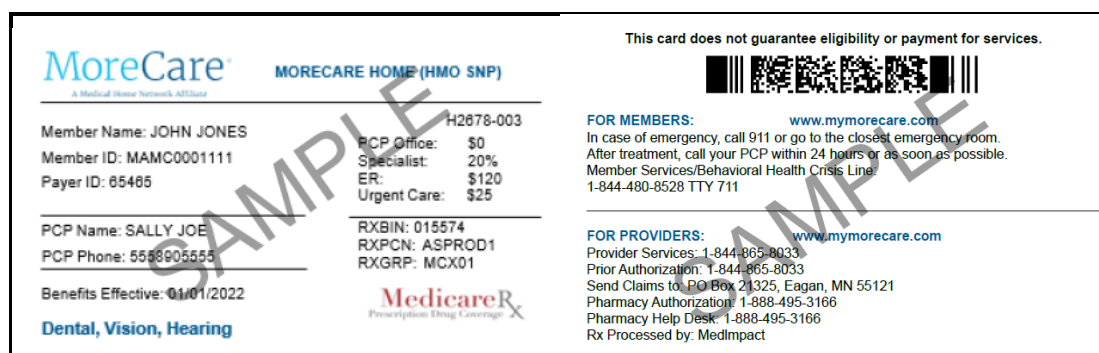 MoreCare
A Medical Home Network Affiliate
MORECARE HOME (HMO SNP)
Member Name: JOHN JONES
Member ID: MAMC0001111
Payer ID: 65465
H2678-003
PCP Office: $0
Specialist: 20%
ER: $120
Urgent Care: $25
PCP Name: SALLY JOE
PCP Phone: 5558905555
RXBIN: 015574
RXPCN: ASPROD1
RXGRP: MCX01
Benefits Effective: 01/01/2022
MedicareRx
Prescription Drug Coverage
Dental, Vision, Hearing
SAMPLE
This card does not guarantee eligibility or payment for services.
FOR MEMBERS: www.mymorecare.com
In case of emergency, call 911 or go to the closest emergency room.
After treatment, call your PCP within 24 hours or as soon as possible.
Member Services/Behavioral Health Crisis Line:
1-844-480-8528 TTY 711
FOR PROVIDERS: www.mymorecare.com
Provider Services: 1-844-865-8033
Prior Authorization: 1-844-865-8033
Send Claims to: PO Box 21325, Eagan, MN 55121
Pharmacy Authorization: 1-888-495-3166
Pharmacy Help Desk: 1-888-495-3166
Rx Processed by: MedImpact
SAMPLE